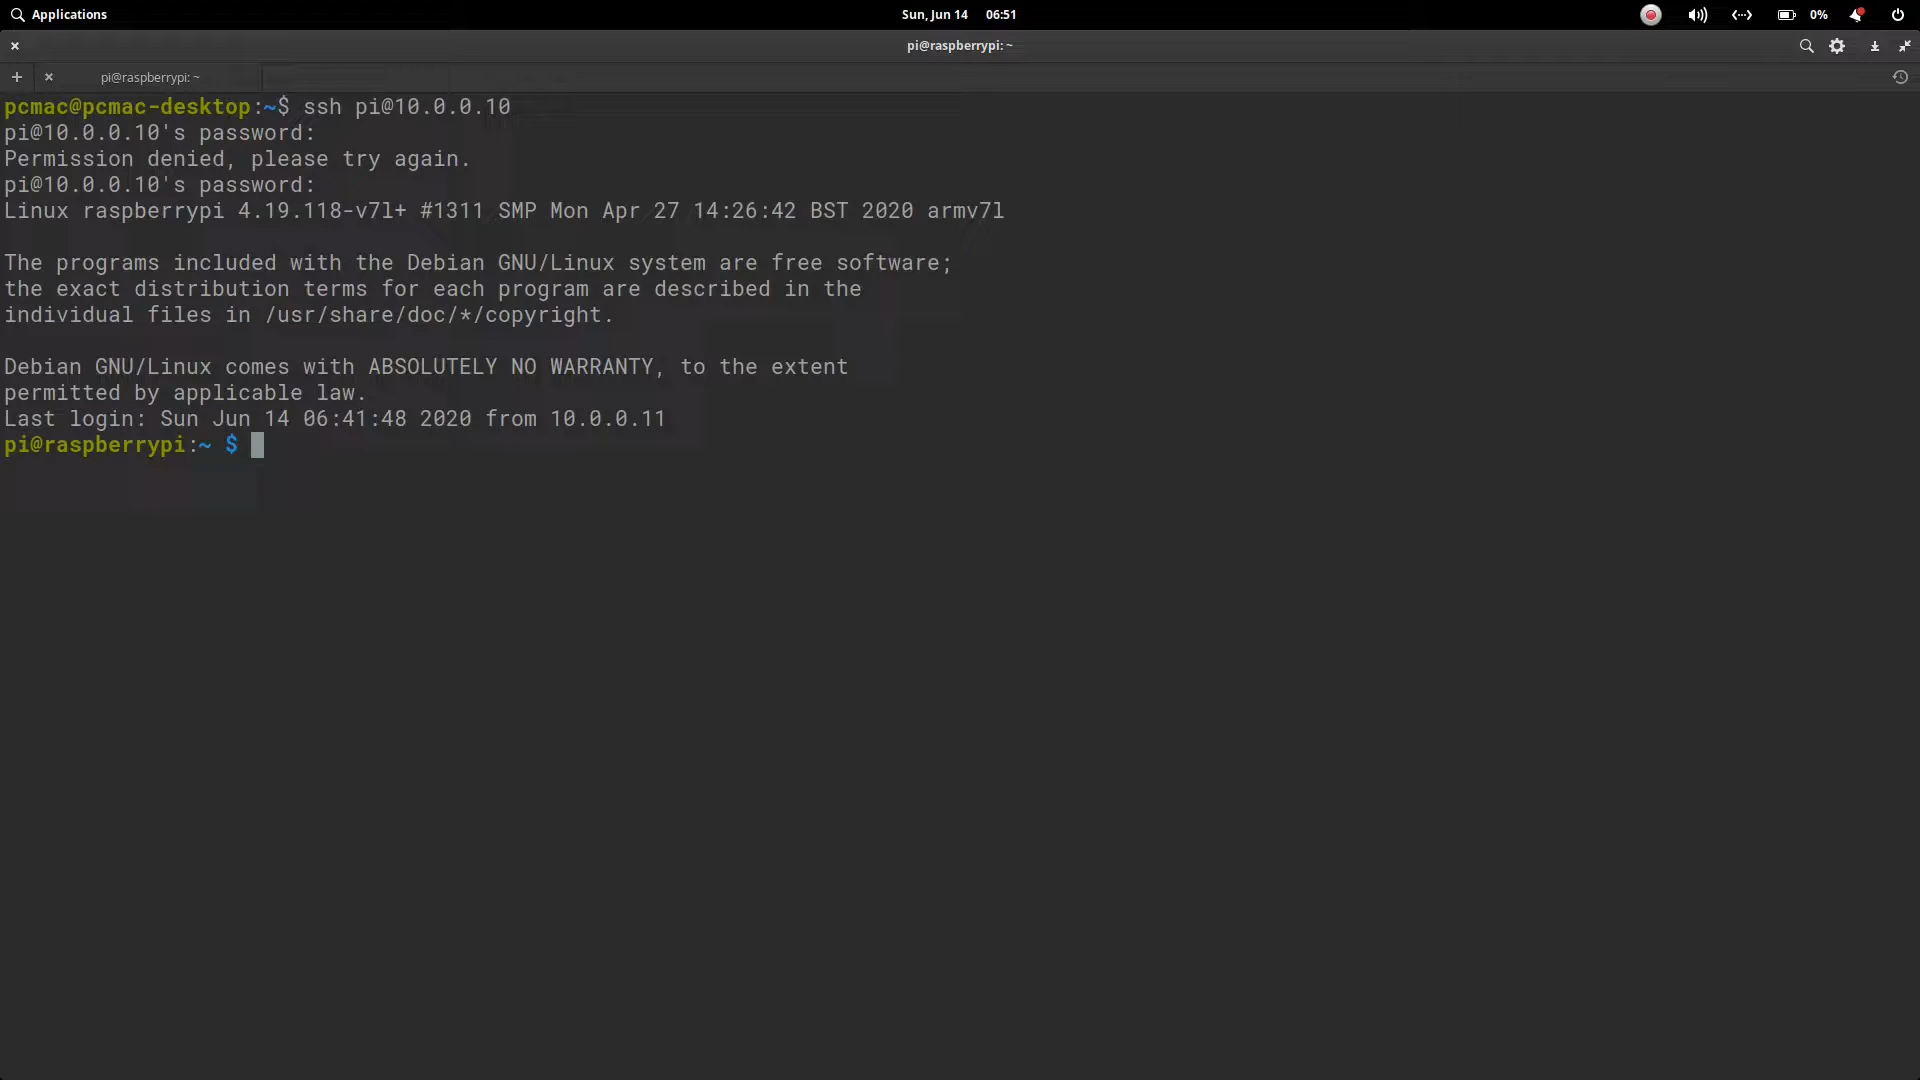 Applications
Sun, Jun 14 06:51
0%
pi@raspberrypi: ~
pi@raspberrypi: ~
pcmac@pcmac-desktop:~$ ssh pi@10.0.0.10
pi@10.0.0.10's password:
Permission denied, please try again.
pi@10.0.0.10's password:
Linux raspberrypi 4.19.118-v7l+ #1311 SMP Mon Apr 27 14:26:42 BST 2020 armv7l
The programs included with the Debian GNU/Linux system are free software;
the exact distribution terms for each program are described in the
individual files in /usr/share/doc/*/copyright.
Debian GNU/Linux comes with ABSOLUTELY NO WARRANTY, to the extent
permitted by applicable law.
Last login: Sun Jun 14 06:41:48 2020 from 10.0.0.11
pi@raspberrypi:~ $